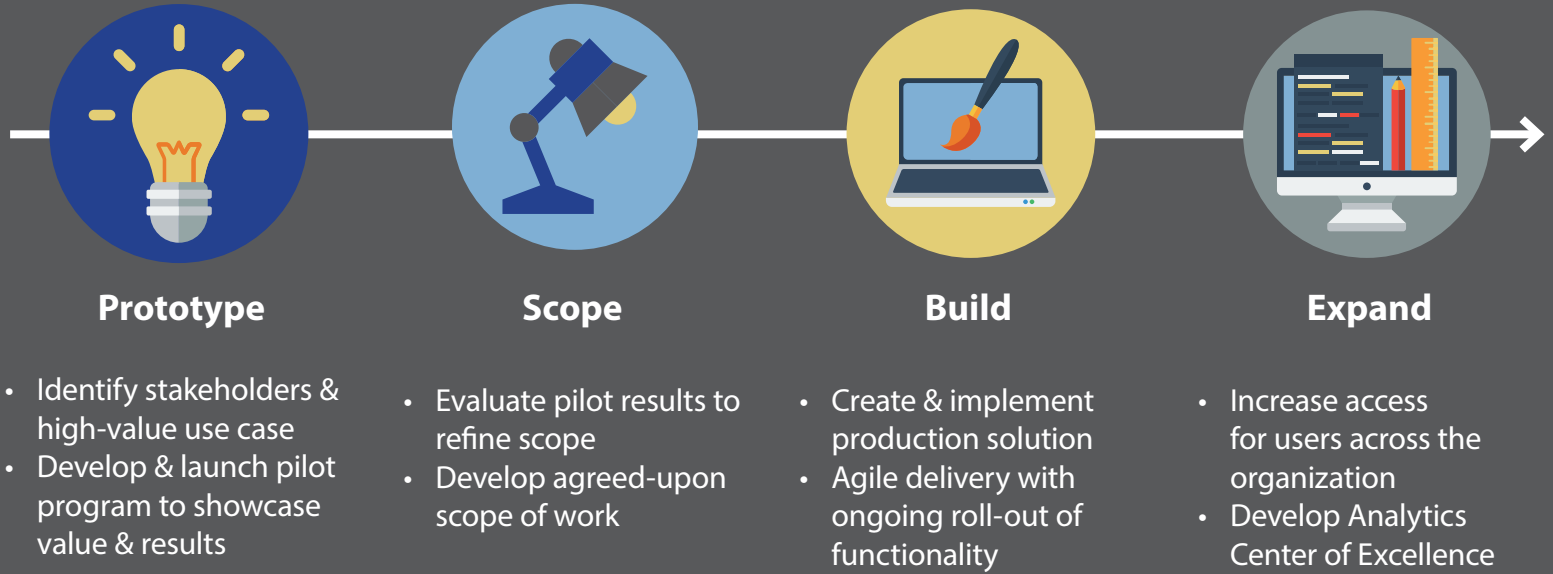 Prototype
• Identify stakeholders &
high-value use case
• Develop & launch pilot
program to showcase
value & results
Scope
• Evaluate pilot results to
refine scope
• Develop agreed-upon
scope of work
Build
• Create & implement
production solution
• Agile delivery with
ongoing roll-out of
functionality
Expand
• Increase access
for users across the
organization
• Develop Analytics
Center of Excellence